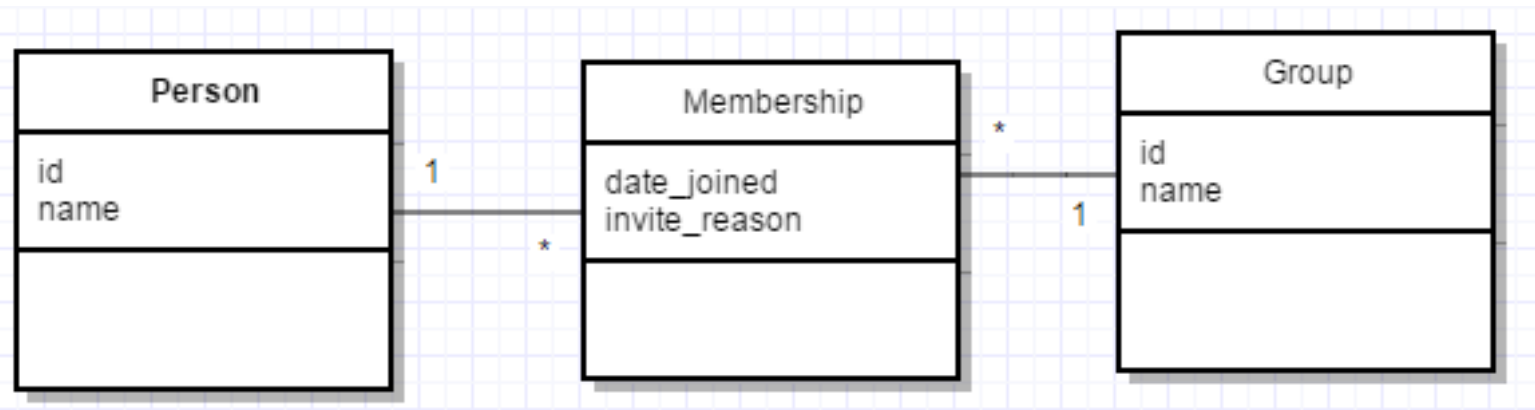 Person
id
name
1
*
Membership
date_joined
invite_reason
*
1
Group
id
name